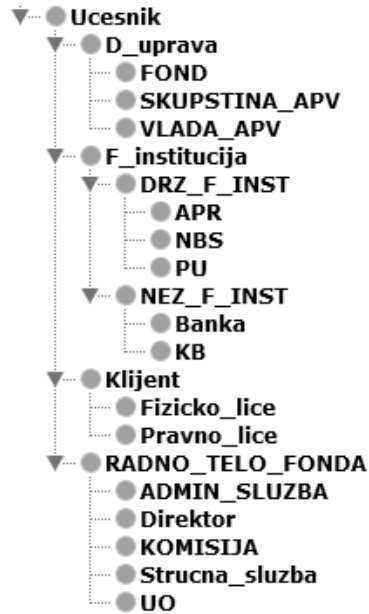 Ucesnik
D_uprava
FOND
SKUPSTINA_APV
VLADA_APV
F_institucija
DRZ_F_INST
APR
NBS
PU
NEZ_F_INST
Banka
KB
Klijent
Fizicko_lice
Pravno_lice
RADNO_TELO_FONDA
ADMIN_SLUZBA
Direktor
KOMISIJA
Strucna_sluzba
UO